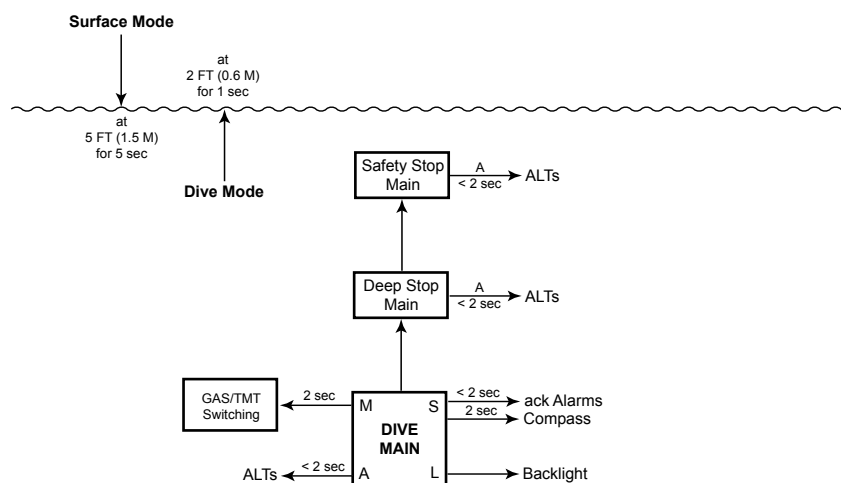 Surface Mode
at
2 FT (0.6 M)
for 1 sec
at
5 FT (1.5 M)
for 5 sec
Dive Mode
Safety Stop
Main
A
< 2 sec
ALTs
Deep Stop
Main
A
< 2 sec
ALTs
GAS/TMT
Switching
2 sec
M
S
< 2 sec
ack Alarms
2 sec
Compass
DIVE
MAIN
ALTs
< 2 sec
A
L
Backlight